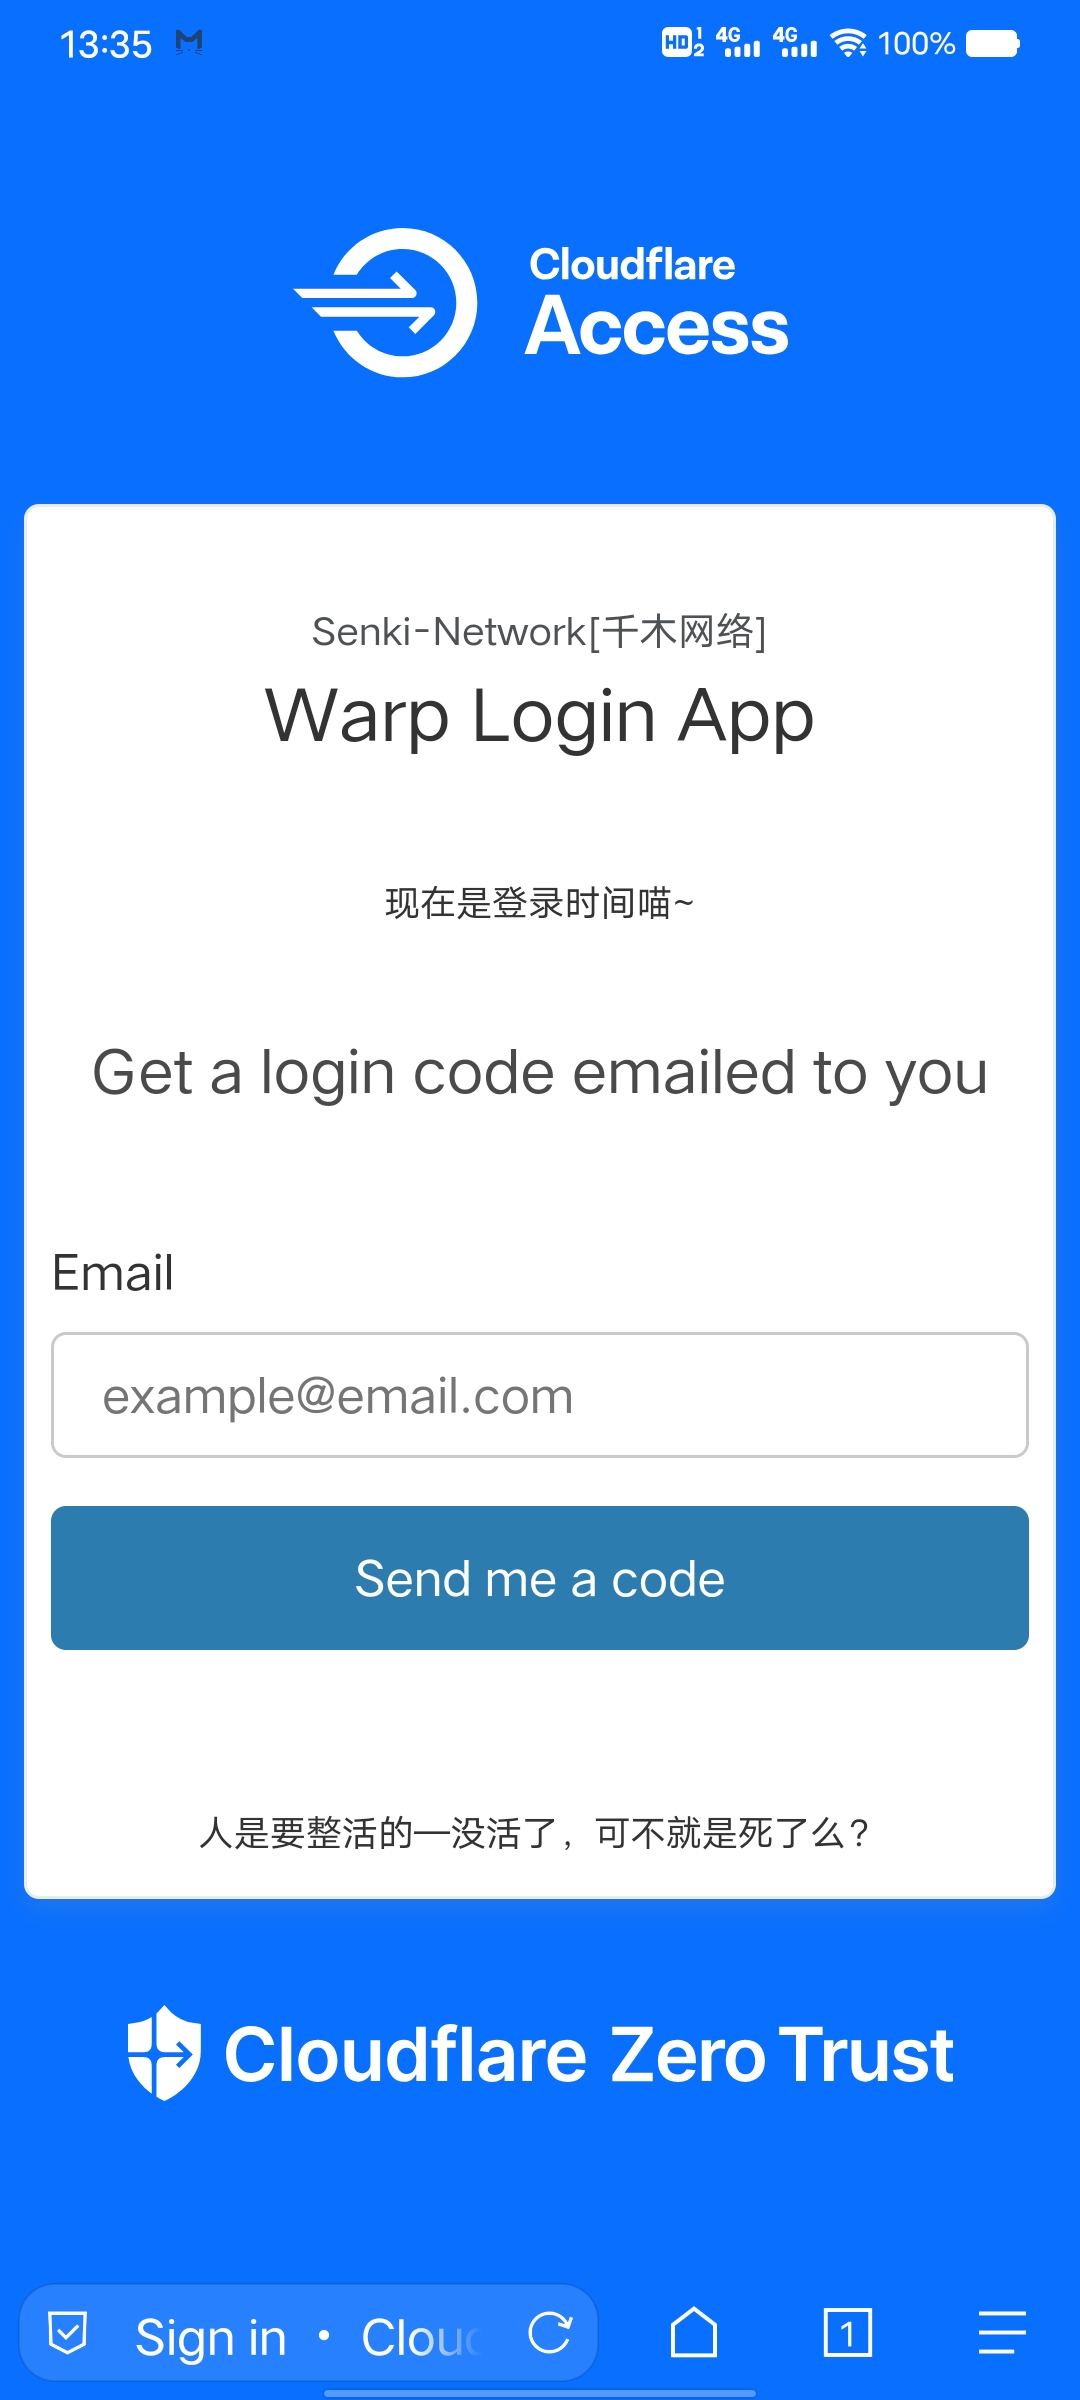 13:35
HD 1 2 4G 4G 100%
Cloudflare
Access
Senki-Network[千木网络]
Warp Login App
现在是登录时间喵~
Get a login code emailed to you
Email
example@email.com
Send me a code
人是要整活的—没活了，可不就是死了么？
Cloudflare Zero Trust
Sign in · Clou
1